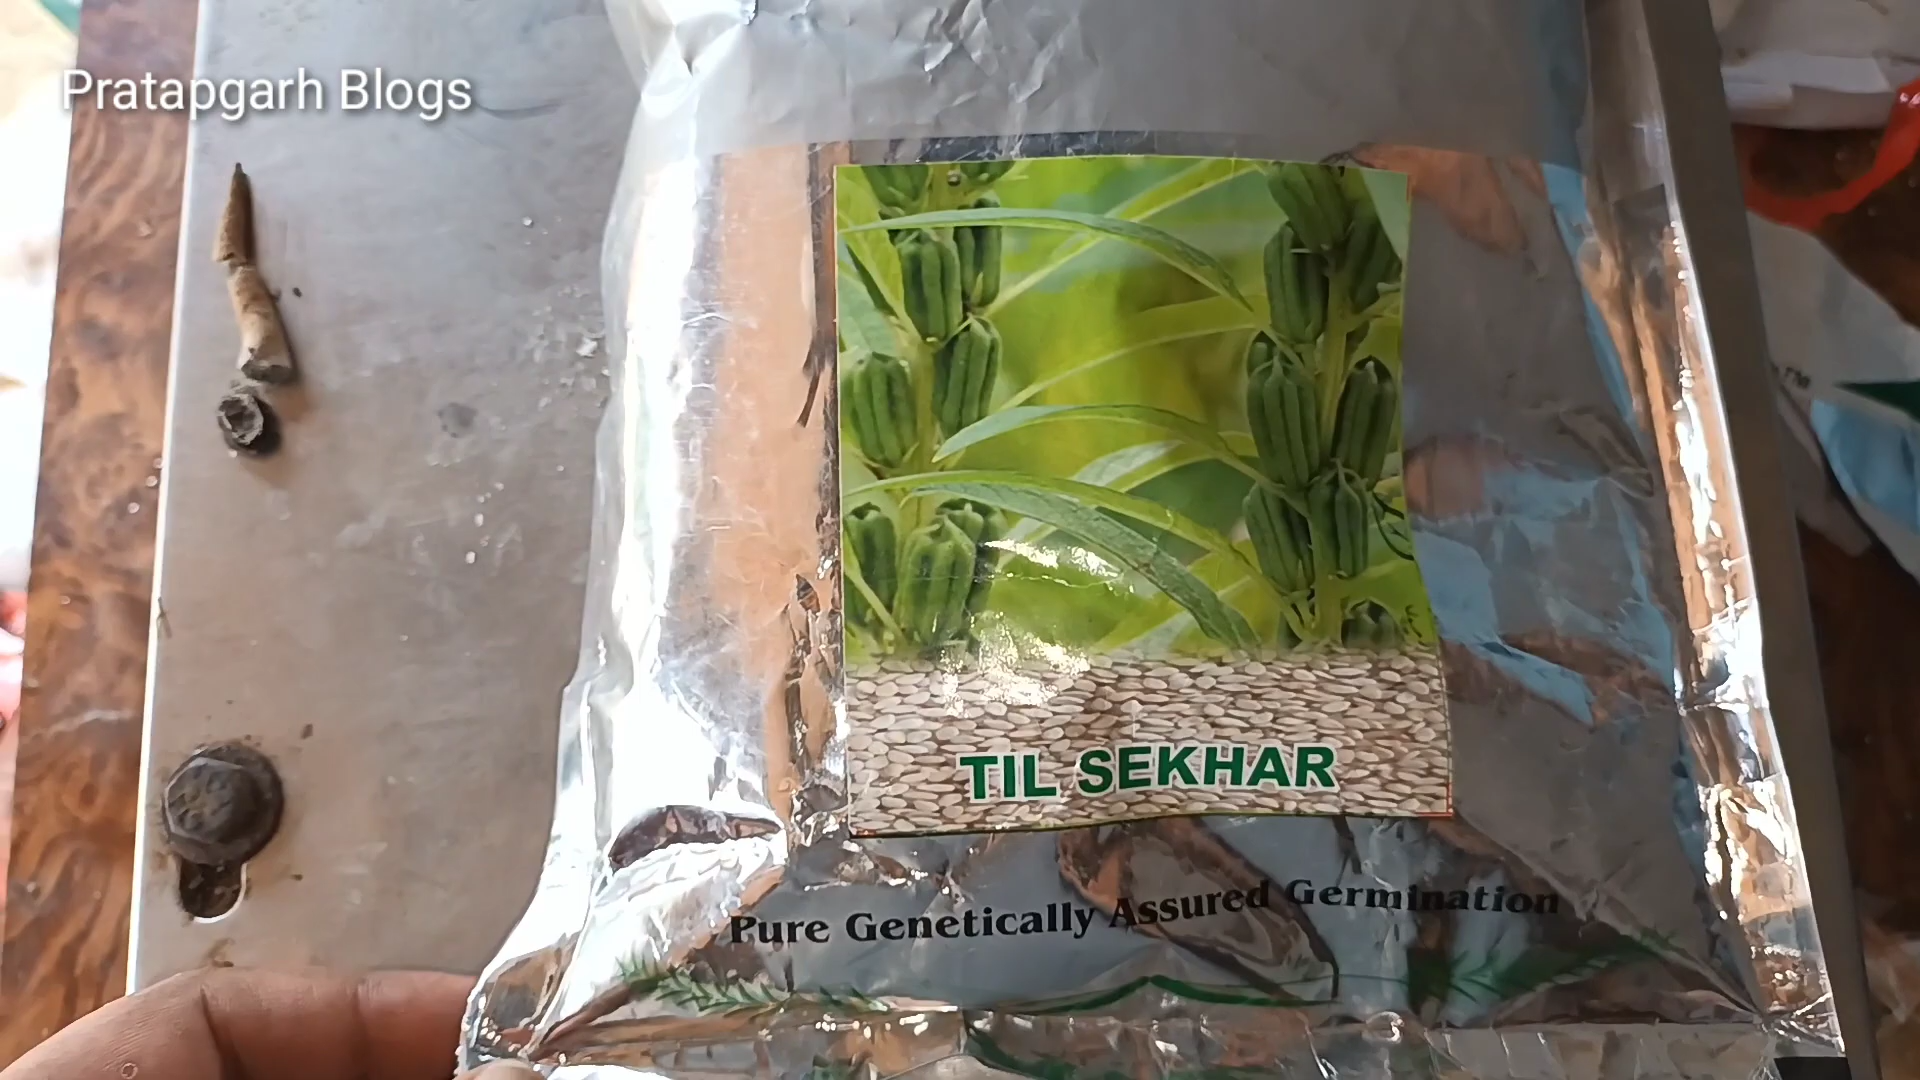 Pratapgarh Blogs
TIL SEKHAR
Pure Genetically Assured Germination